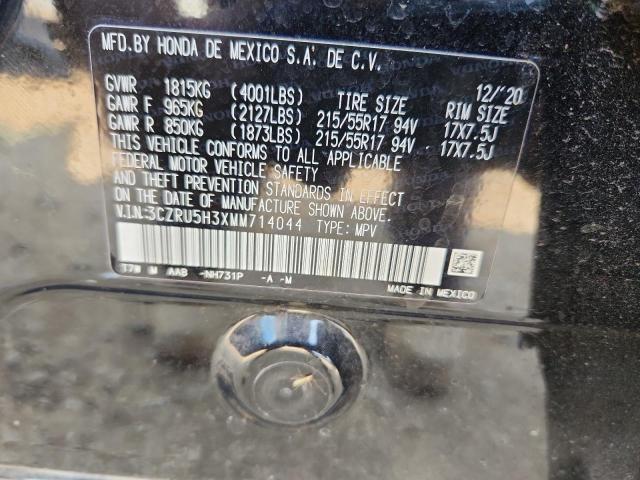 MFD.BY HONDA DE MEXICO S.A. DE C.V.
12/'20
GVWR 1815KG (4001LBS) TIRE SIZE RIM SIZE
GAWR F 965KG (2127LBS) 215/55R17 94V 17X7.5J
GAWR R 850KG (1873LBS) 215/55R17 94V 17X7.5J
THIS VEHICLE CONFORMS TO ALL APPLICABLE
FEDERAL MOTOR VEHICLE SAFETY
AND THEFT PREVENTION STANDARDS IN EFFECT
ON THE DATE OF MANUFACTURE SHOWN ABOVE.
V.I.N:3CZRU5H3XMM714044 TYPE: MPV
M AAB -NH731P -A -M MADE IN MEXICO